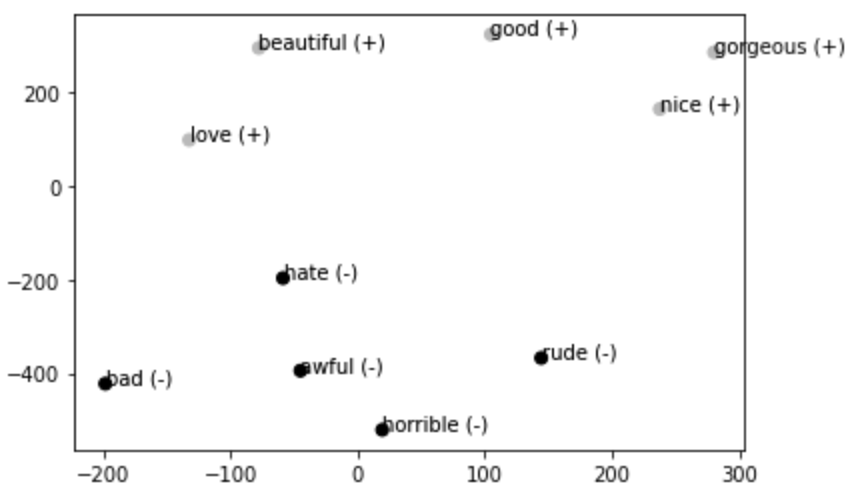 good (+)
beautiful (+)
gorgeous (+)
200
nice (+)
love (+)
0
−200
hate (-)
rude (-)
−400
awful (-)
bad (-)
horrible (-)
−200 −100 0 100 200 300